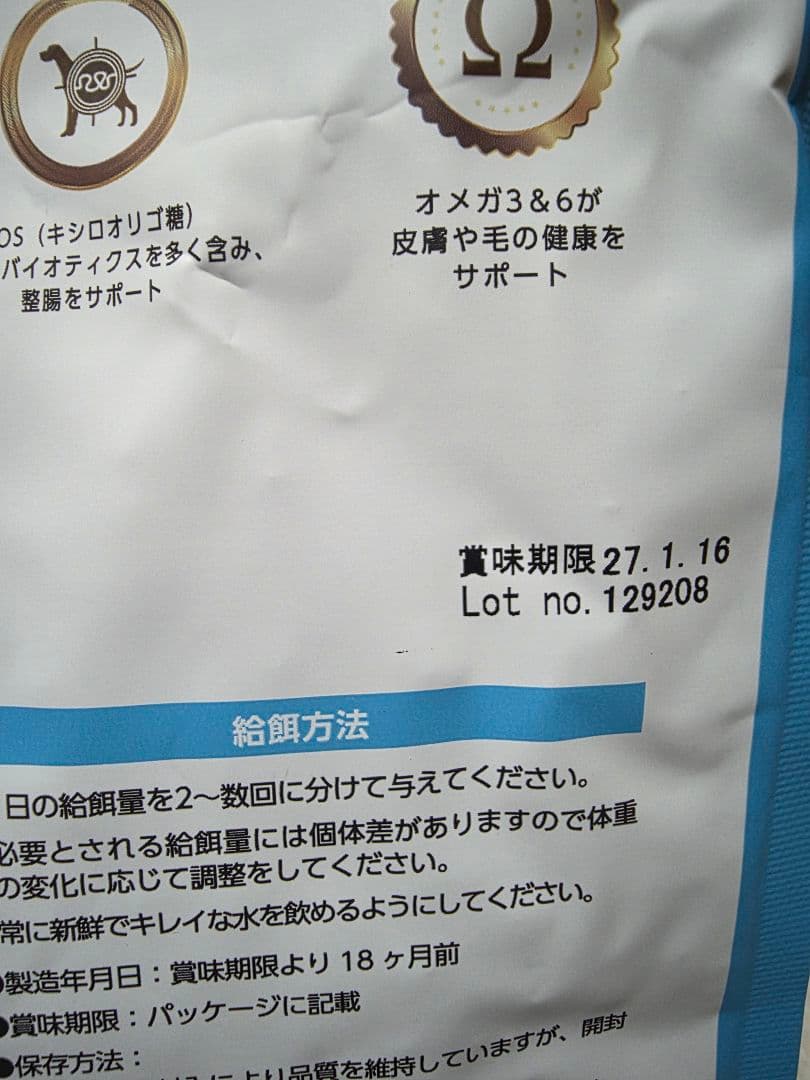 Ω
OS（キシロオリゴ糖）
バイオティクスを多く含み、
整腸をサポート
オメガ3＆6が
皮膚や毛の健康を
サポート
賞味期限27.1.16
Lot no.129208
給餌方法
日の給餌量を2～数回に分けて与えてください。
必要とされる給餌量には個体差がありますので体重
の変化に応じて調整をしてください。
常に新鮮でキレイな水を飲めるようにしてください。
●製造年月日：賞味期限より18ヶ月前
●賞味期限：パッケージに記載
●保存方法：
により品質を維持していますが、開封